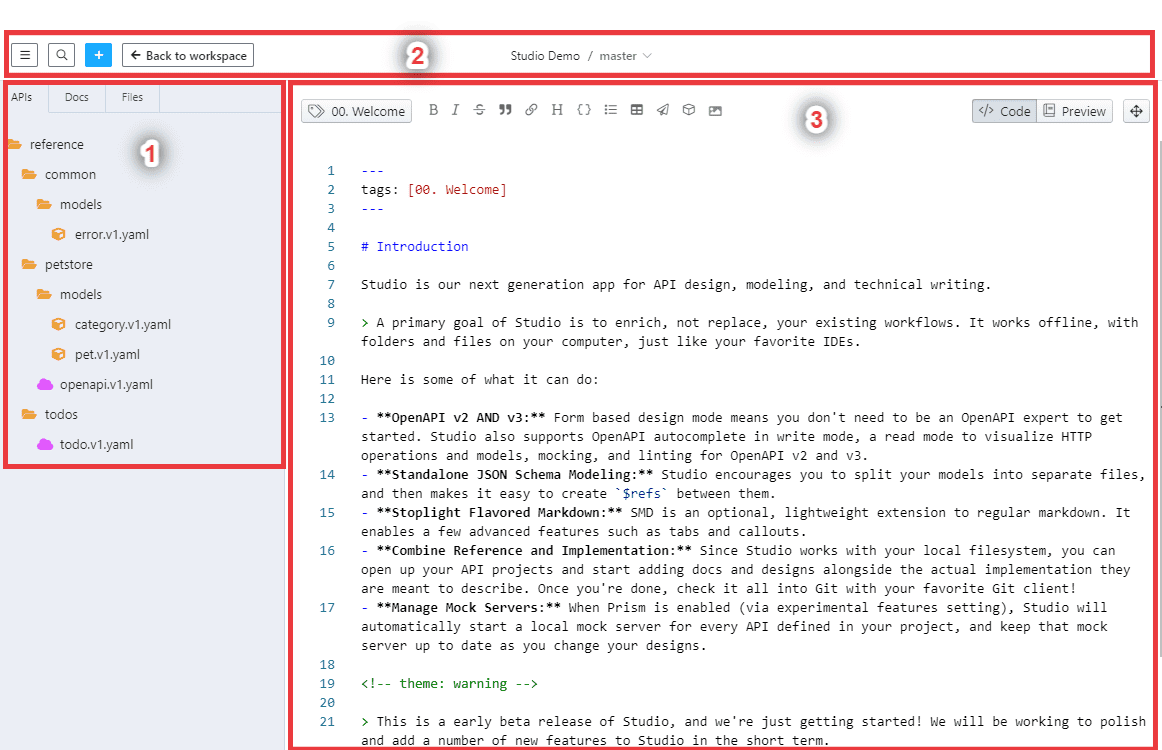 Back to workspace
2
Studio Demo / master
APIs Docs Files
1
reference
common
models
error.v1.yaml
petstore
models
category.v1.yaml
pet.v1.yaml
openapi.v1.yaml
todos
todo.v1.yaml
00. Welcome B I S H {} Code Preview
3
1 ---
2 tags: [00. Welcome]
3 ---
4
5 # Introduction
6
7 Studio is our next generation app for API design, modeling, and technical writing.
8
9 > A primary goal of Studio is to enrich, not replace, your existing workflows. It works offline, with
folders and files on your computer, just like your favorite IDEs.
10
11 Here is some of what it can do:
12
13 - **OpenAPI v2 AND v3:** Form based design mode means you don't need to be an OpenAPI expert to get
started. Studio also supports OpenAPI autocomplete in write mode, a read mode to visualize HTTP
operations and models, mocking, and linting for OpenAPI v2 and v3.
14 - **Standalone JSON Schema Modeling:** Studio encourages you to split your models into separate files,
and then makes it easy to create `$refs` between them.
15 - **Stoplight Flavored Markdown:** SMD is an optional, lightweight extension to regular markdown. It
enables a few advanced features such as tabs and callouts.
16 - **Combine Reference and Implementation:** Since Studio works with your local filesystem, you can
open up your API projects and start adding docs and designs alongside the actual implementation they
are meant to describe. Once you're done, check it all into Git with your favorite Git client!
17 - **Manage Mock Servers:** When Prism is enabled (via experimental features setting), Studio will
automatically start a local mock server for every API defined in your project, and keep that mock
server up to date as you change your designs.
18
19 <!-- theme: warning -->
20
21 > This is a early beta release of Studio, and we're just getting started! We will be working to polish
and add a number of new features to Studio in the short term.